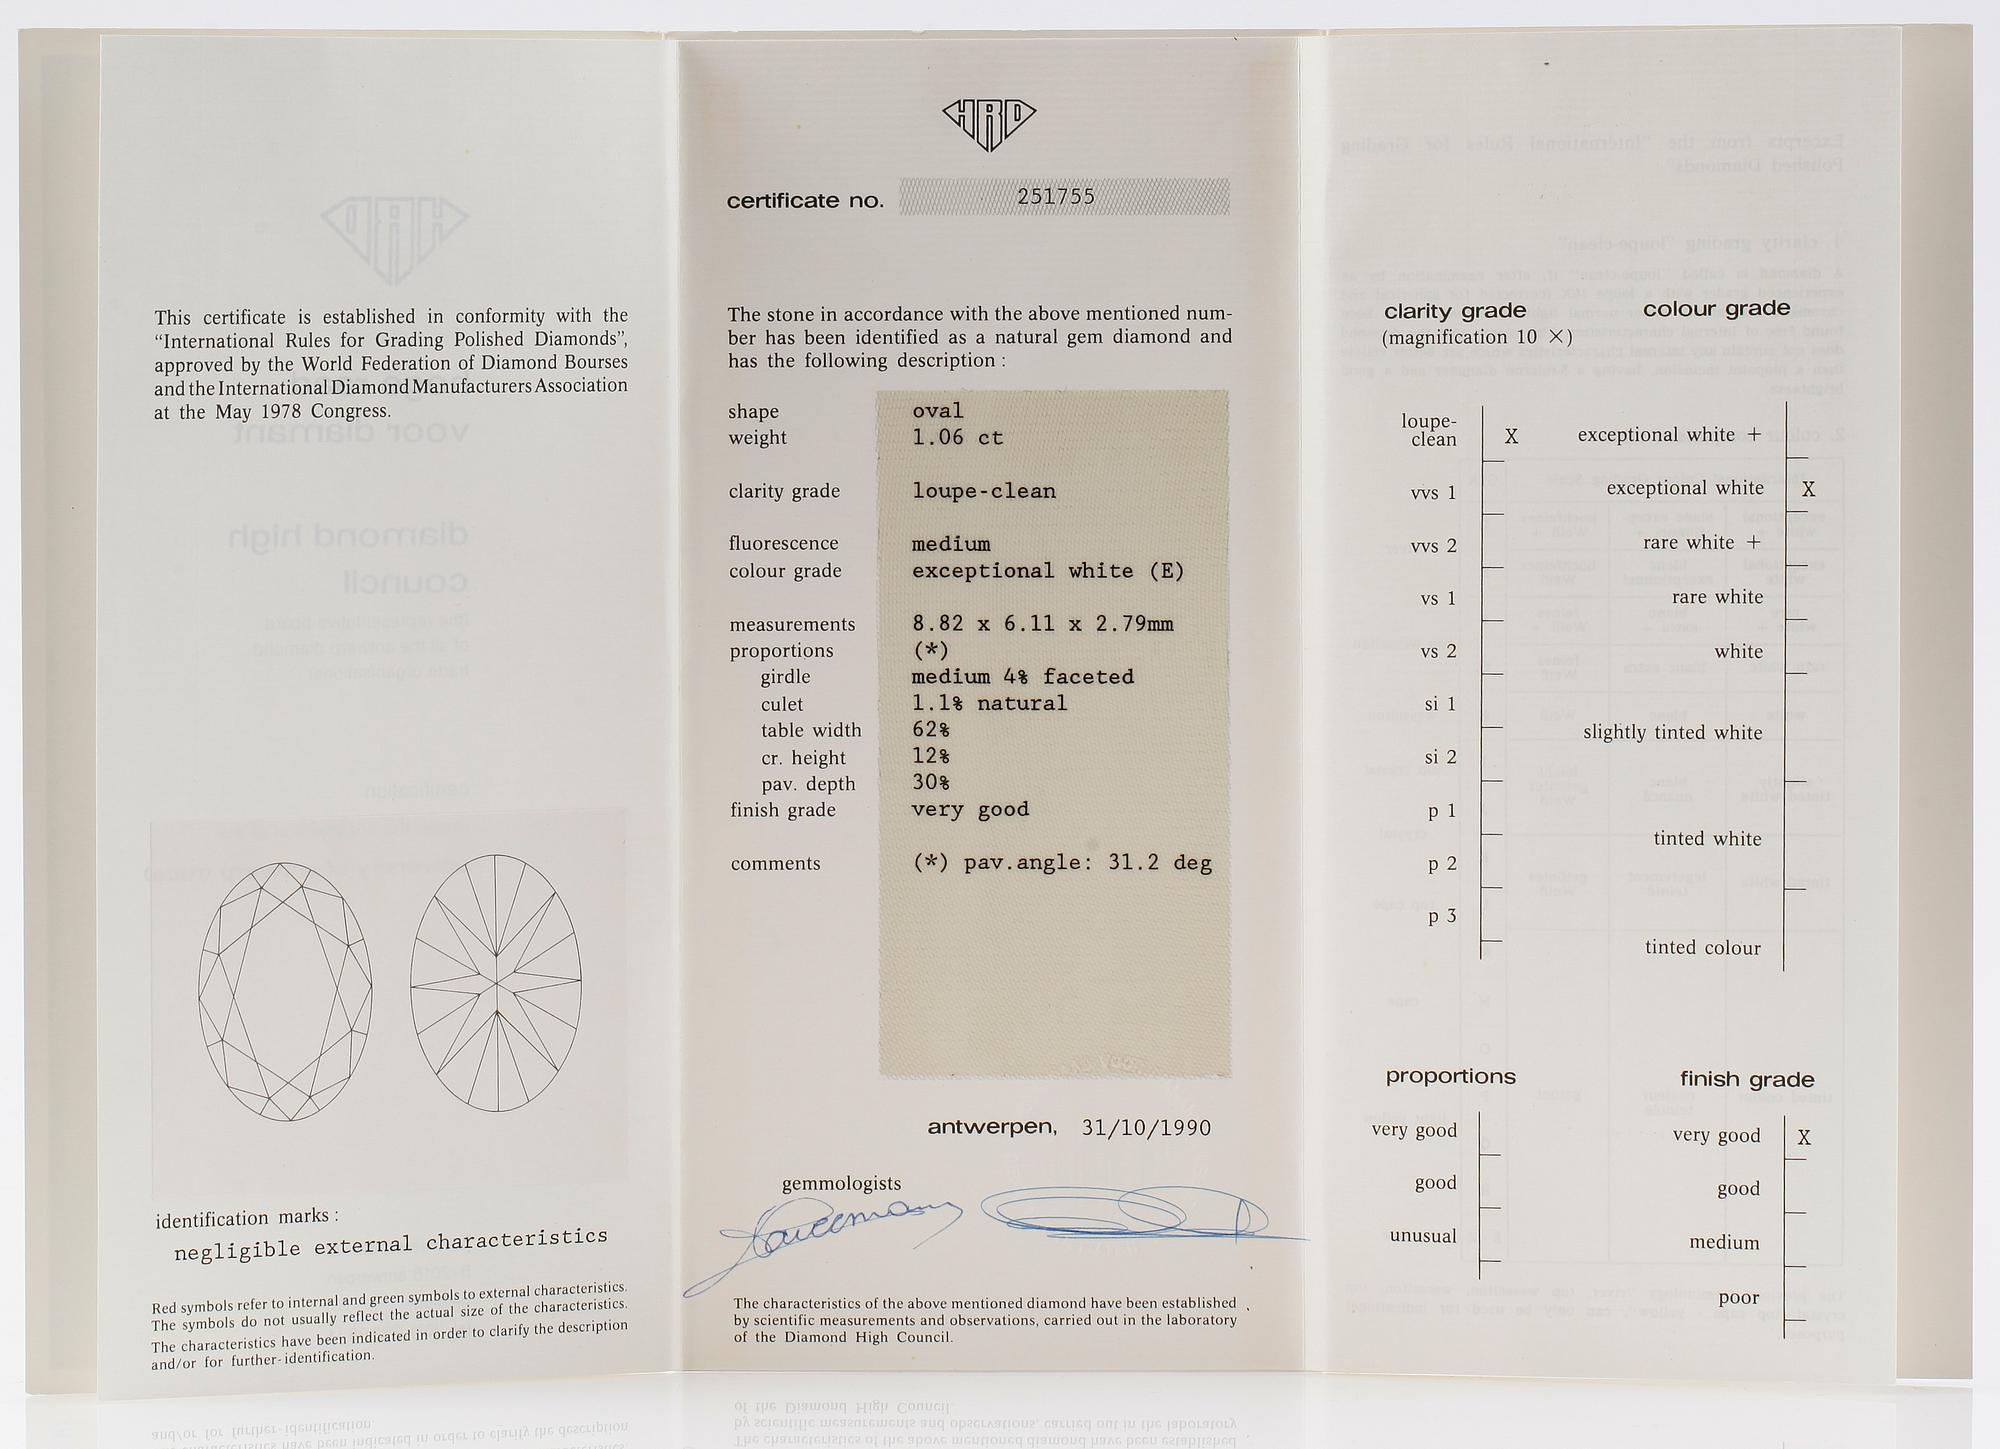 This certificate is established in conformity with the
“International Rules for Grading Polished Diamonds”,
approved by the World Federation of Diamond Bourses
and the International Diamond Manufacturers Association
at the May 1978 Congress.
identification marks :
negligible external characteristics
Red symbols refer to internal and green symbols to external characteristics.
The symbols do not usually reflect the actual size of the characteristics.
The characteristics have been indicated in order to clarify the description
and/or for further-identification.
HRD
certificate no. 251755
The stone in accordance with the above mentioned num-
ber has been identified as a natural gem diamond and
has the following description :
shape oval
weight 1.06 ct
clarity grade loupe-clean
fluorescence medium
colour grade exceptional white (E)
measurements 8.82 x 6.11 x 2.79mm
proportions (*)
girdle medium 4% faceted
culet 1.1% natural
table width 62%
cr. height 12%
pav. depth 30%
finish grade very good
comments (*) pav.angle: 31.2 deg
antwerpen, 31/10/1990
gemmologists
The characteristics of the above mentioned diamond have been established
by scientific measurements and observations, carried out in the laboratory
of the Diamond High Council.
clarity grade
(magnification 10 X)
loupe-
clean X
vvs 1
vvs 2
vs 1
vs 2
si 1
si 2
p 1
p 2
p 3
colour grade
exceptional white +
exceptional white X
rare white +
rare white
white
slightly tinted white
tinted white
tinted colour
proportions
very good
good
unusual
finish grade
very good X
good
medium
poor